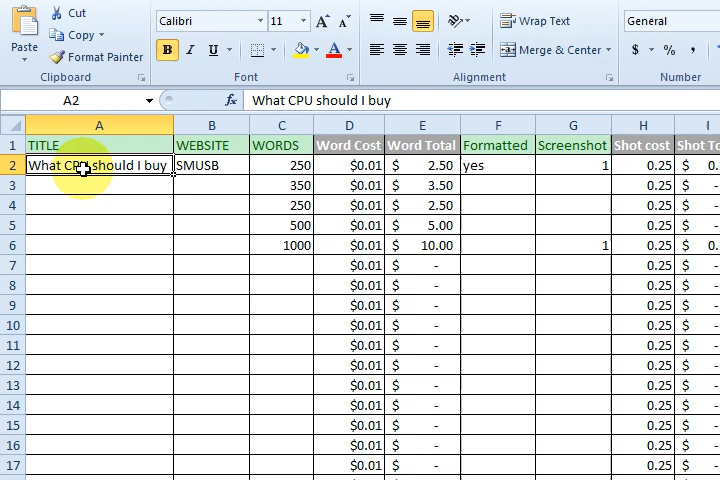 Paste
Cut
Copy
Format Painter
Clipboard
Calibri
11
A
A
B
I
U
A
Font
Wrap Text
Merge & Center
Alignment
General
$
%
,
Number
A2
fx
What CPU should I buy
A B C D E F G H I
1 TITLE WEBSITE WORDS Word Cost Word Total Formatted Screenshot Shot cost Shot To
2 What CPU should I buy SMUSB 250 $0.01 $ 2.50 yes 1 0.25 $ 0.
3 350 $0.01 $ 3.50 0.25 $ -
4 250 $0.01 $ 2.50 0.25 $ -
5 500 $0.01 $ 5.00 0.25 $ -
6 1000 $0.01 $ 10.00 1 0.25 $ 0.
7 $0.01 $ - 0.25 $ -
8 $0.01 $ - 0.25 $ -
9 $0.01 $ - 0.25 $ -
10 $0.01 $ - 0.25 $ -
11 $0.01 $ - 0.25 $ -
12 $0.01 $ - 0.25 $ -
13 $0.01 $ - 0.25 $ -
14 $0.01 $ - 0.25 $ -
15 $0.01 $ - 0.25 $ -
16 $0.01 $ - 0.25 $ -
17 $0.01 $ - 0.25 $ -